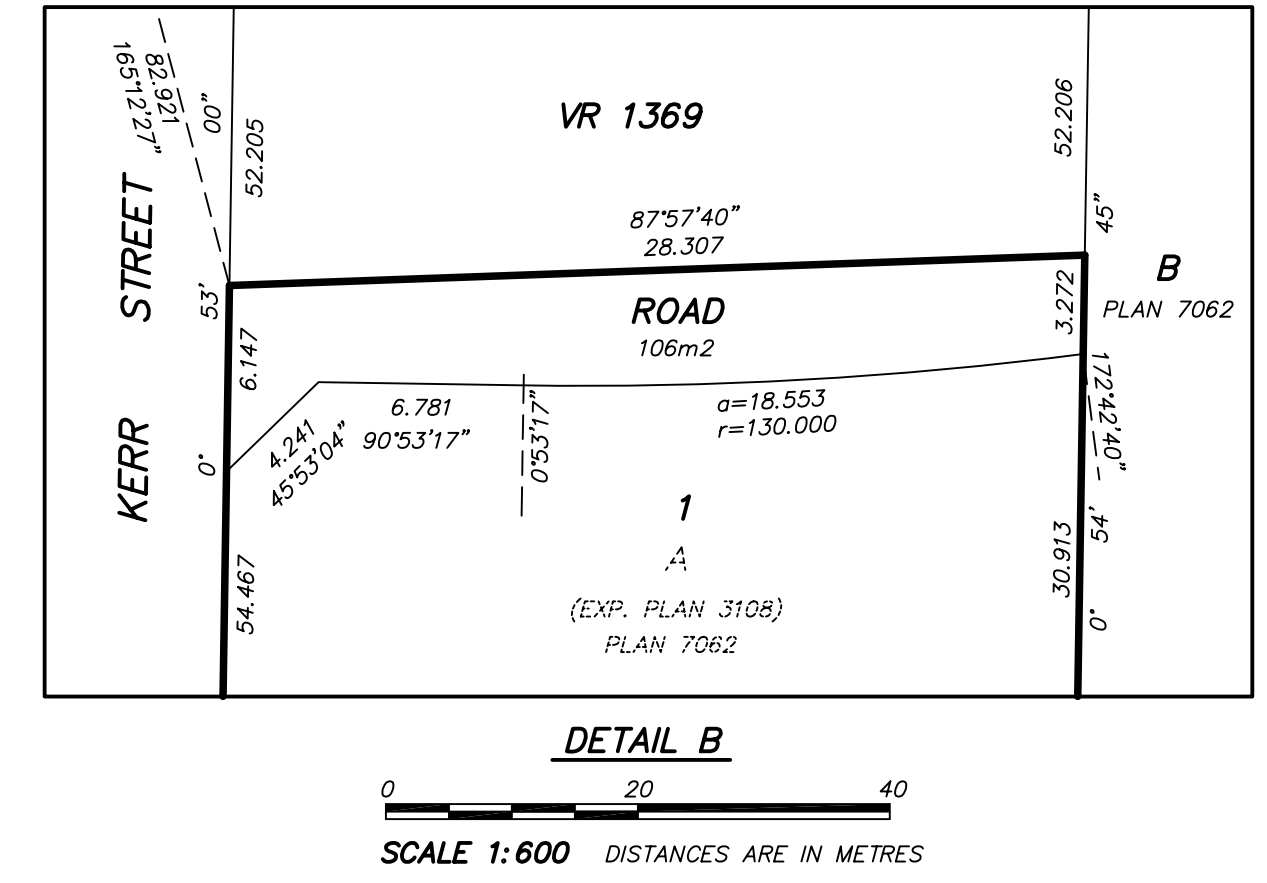 82.921
165°12'27"
00"
52.205
VR 1369
52.206
45"
87°57'40"
28.307
STREET
53'
ROAD
106m2
3.272
B
PLAN 7062
6.147
6.781
90°53'17"
0°53'17"
a=18.553
r=130.000
172°42'40"
4.241
45°53'04"
KERR
0°
1
A
(EXP. PLAN 3108)
PLAN 7062
54.467
30.913
54'
0°
DETAIL B
0 20 40
SCALE 1:600 DISTANCES ARE IN METRES